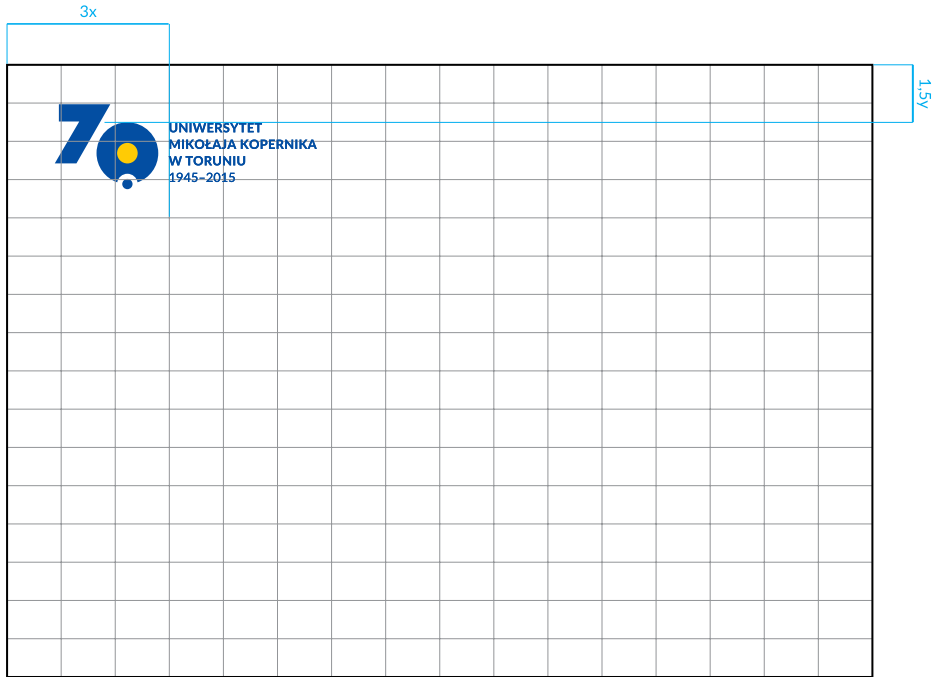 3x
1,5y
70
UNIWERSYTET
MIKOŁAJA KOPERNIKA
W TORUNIU
1945–2015